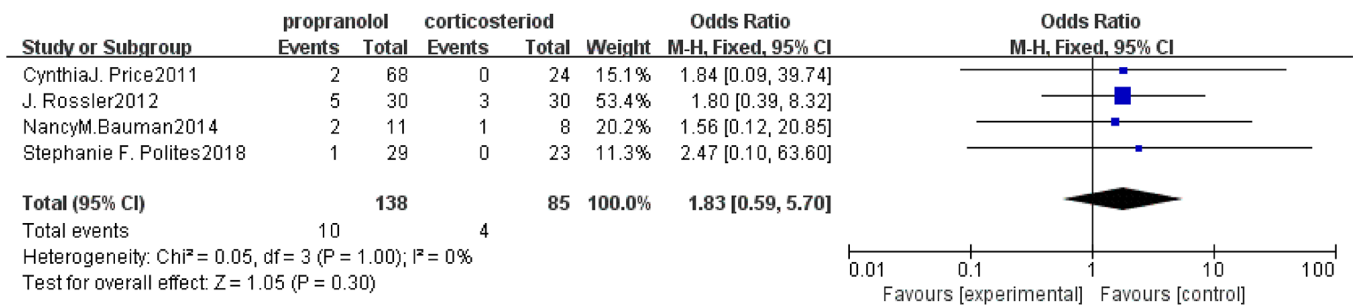 propranolol corticosteriod Odds Ratio Odds Ratio
Study or Subgroup Events Total Events Total Weight M-H, Fixed, 95% CI M-H, Fixed, 95% CI
CynthiaJ. Price2011 2 68 0 24 15.1% 1.84 [0.09, 39.74]
J. Rossler2012 5 30 3 30 53.4% 1.80 [0.39, 8.32]
NancyM.Bauman2014 2 11 1 8 20.2% 1.56 [0.12, 20.85]
Stephanie F. Polites2018 1 29 0 23 11.3% 2.47 [0.10, 63.60]
Total (95% CI) 138 85 100.0% 1.83 [0.59, 5.70]
Total events 10 4
Heterogeneity: Chi² = 0.05, df = 3 (P = 1.00); I² = 0%
Test for overall effect: Z = 1.05 (P = 0.30)
0.01 0.1 1 10 100
Favours [experimental] Favours [control]